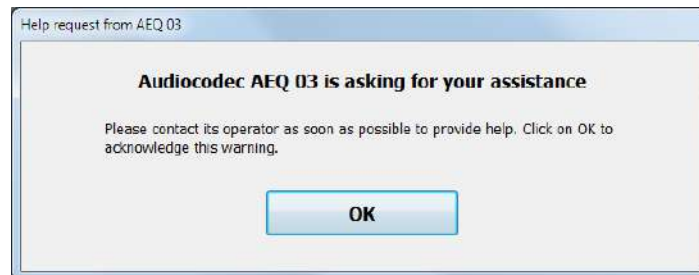 Help request from AEQ 03
Audiocodec AEQ 03 is asking for your assistance
Please contact its operator as soon as possible to provide help. Click on OK to
acknowledge this warning.
OK